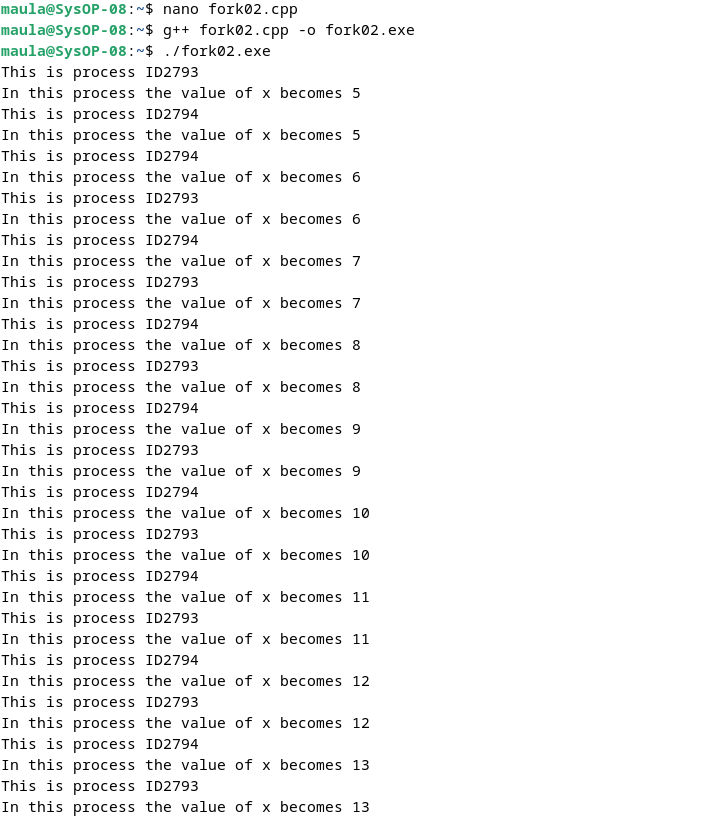 maula@SysOP-08:~$ nano fork02.cpp
maula@SysOP-08:~$ g++ fork02.cpp -o fork02.exe
maula@SysOP-08:~$ ./fork02.exe
This is process ID2793
In this process the value of x becomes 5
This is process ID2794
In this process the value of x becomes 5
This is process ID2794
In this process the value of x becomes 6
This is process ID2793
In this process the value of x becomes 6
This is process ID2794
In this process the value of x becomes 7
This is process ID2793
In this process the value of x becomes 7
This is process ID2794
In this process the value of x becomes 8
This is process ID2793
In this process the value of x becomes 8
This is process ID2794
In this process the value of x becomes 9
This is process ID2793
In this process the value of x becomes 9
This is process ID2794
In this process the value of x becomes 10
This is process ID2793
In this process the value of x becomes 10
This is process ID2794
In this process the value of x becomes 11
This is process ID2793
In this process the value of x becomes 11
This is process ID2794
In this process the value of x becomes 12
This is process ID2793
In this process the value of x becomes 12
This is process ID2794
In this process the value of x becomes 13
This is process ID2793
In this process the value of x becomes 13